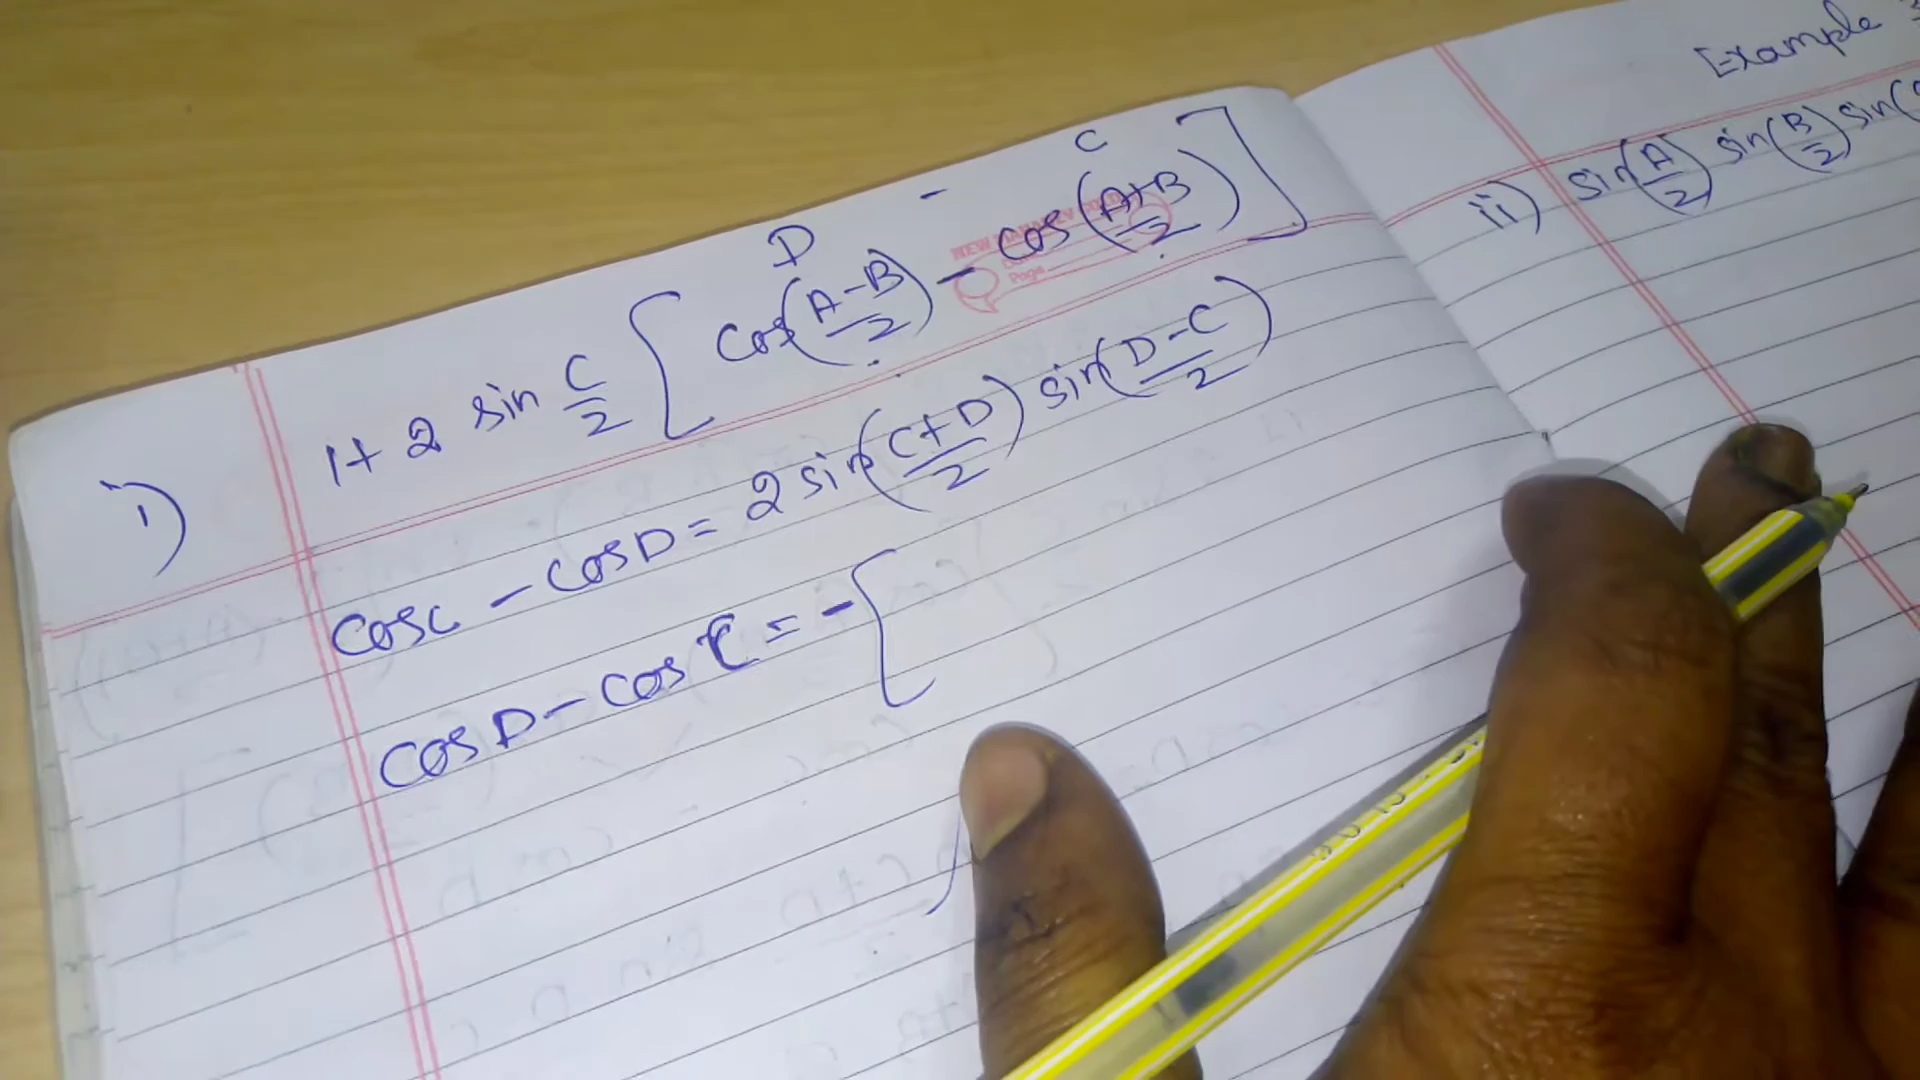 D - C
i) 1+2 sin C/2 [ cos(A-B/2) - cos(A+B/2) ]
cosc - cosD = 2 sin(C+D/2) sin(D-C/2)
cosD - cosC = -[
Example
ii) sin(A/2) sin(B/2) sin(